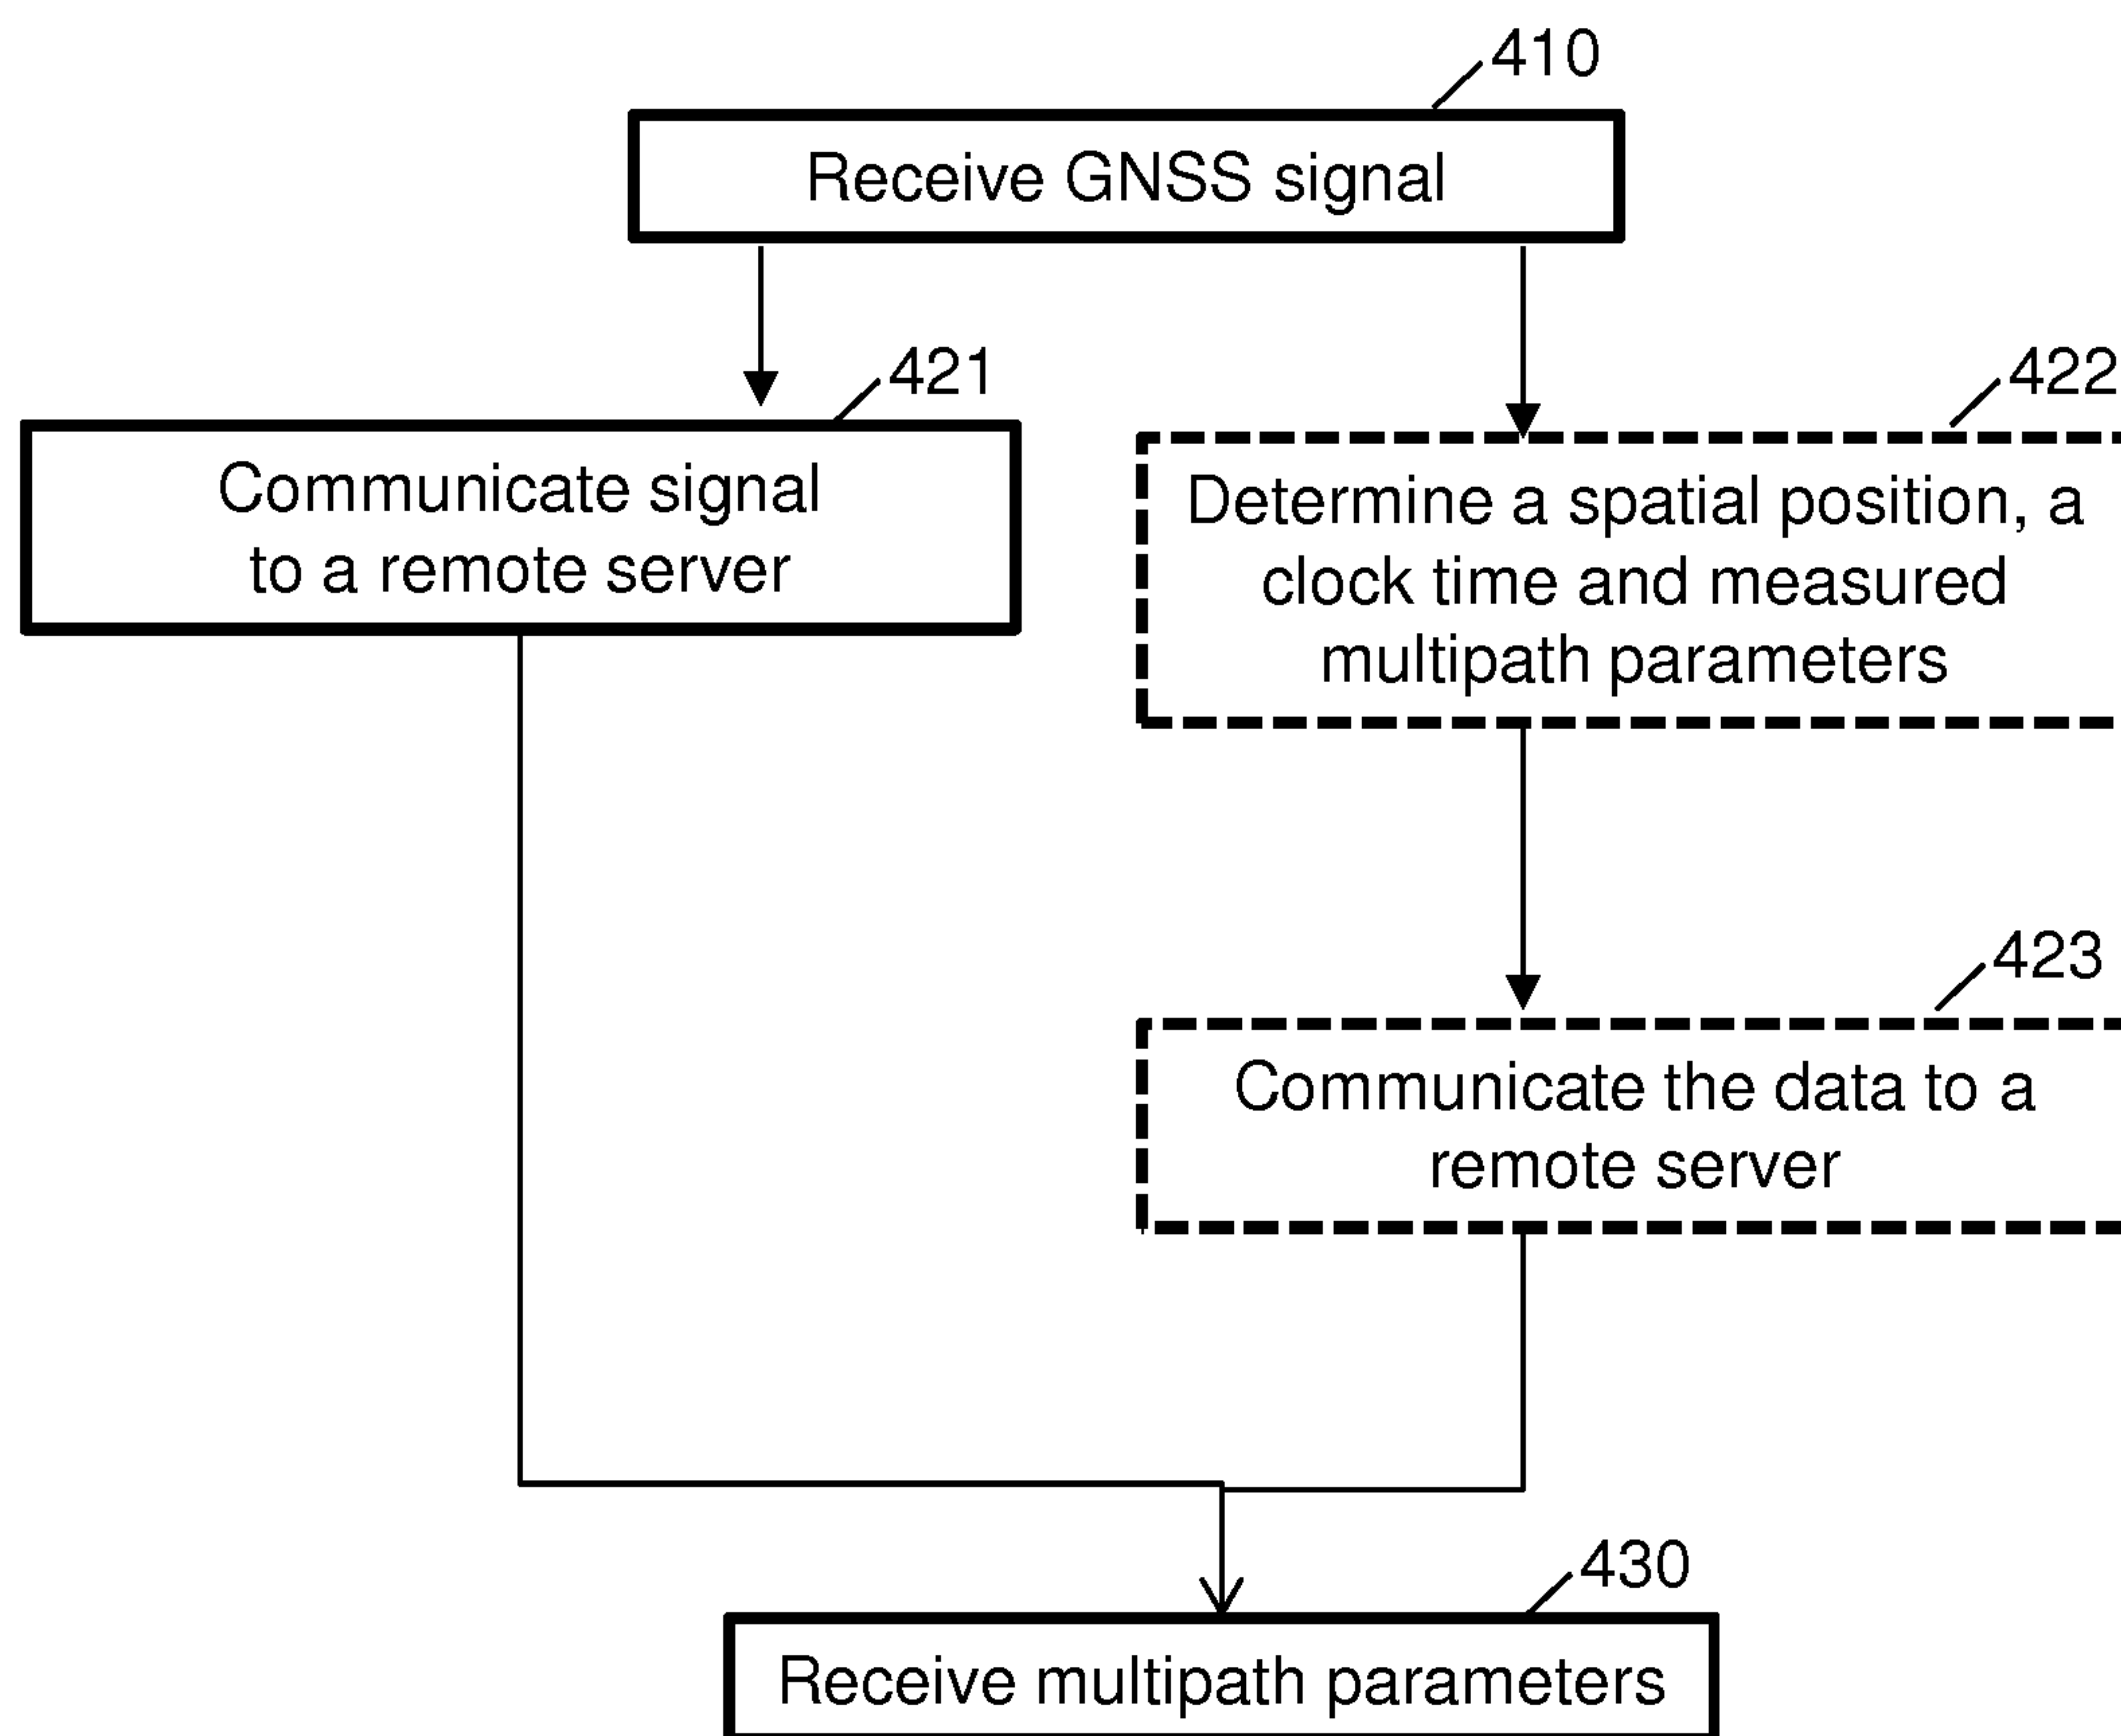 410
Receive GNSS signal
421
Communicate signal
to a remote server
422
Determine a spatial position, a
clock time and measured
multipath parameters
423
Communicate the data to a
remote server
430
Receive multipath parameters